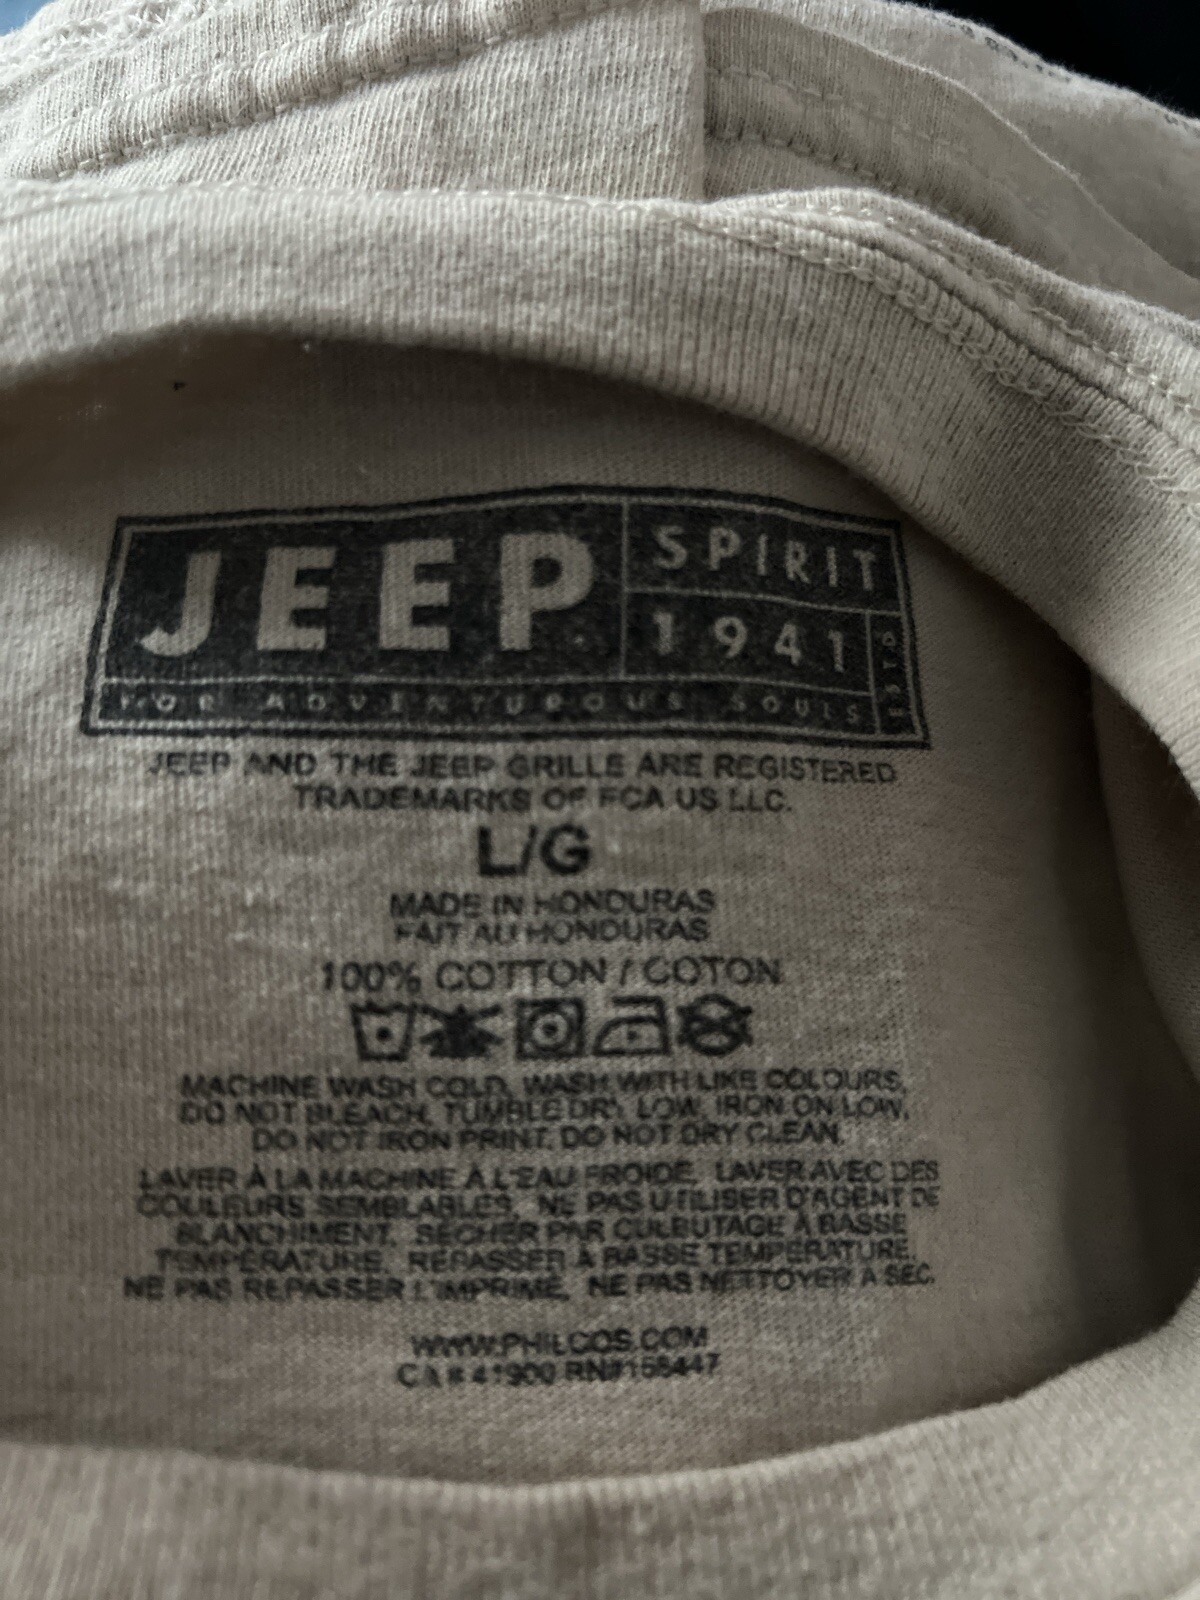 JEEP
SPIRIT
1941
EST'D
FOR ADVENTUROUS SOULS
JEEP AND THE JEEP GRILLE ARE REGISTERED
TRADEMARKS OF FCA US LLC.
L/G
MADE IN HONDURAS
FAIT AU HONDURAS
100% COTTON / COTON
MACHINE WASH COLD, WASH WITH LIKE COLOURS,
DO NOT BLEACH, TUMBLE DRY LOW, IRON ON LOW,
DO NOT IRON PRINT. DO NOT DRY CLEAN.
LAVER À LA MACHINE À L'EAU FROIDE, LAVER AVEC DES
COULEURS SEMBLABLES, NE PAS UTILISER D'AGENT DE
BLANCHIMENT, SÉCHER PAR CULBUTAGE À BASSE
TEMPÉRATURE, REPASSER À BASSE TEMPÉRATURE,
NE PAS REPASSER L'IMPRIMÉ, NE PAS NETTOYER À SEC.
WWW.PHILCOS.COM
CA# 41900 RN#158447